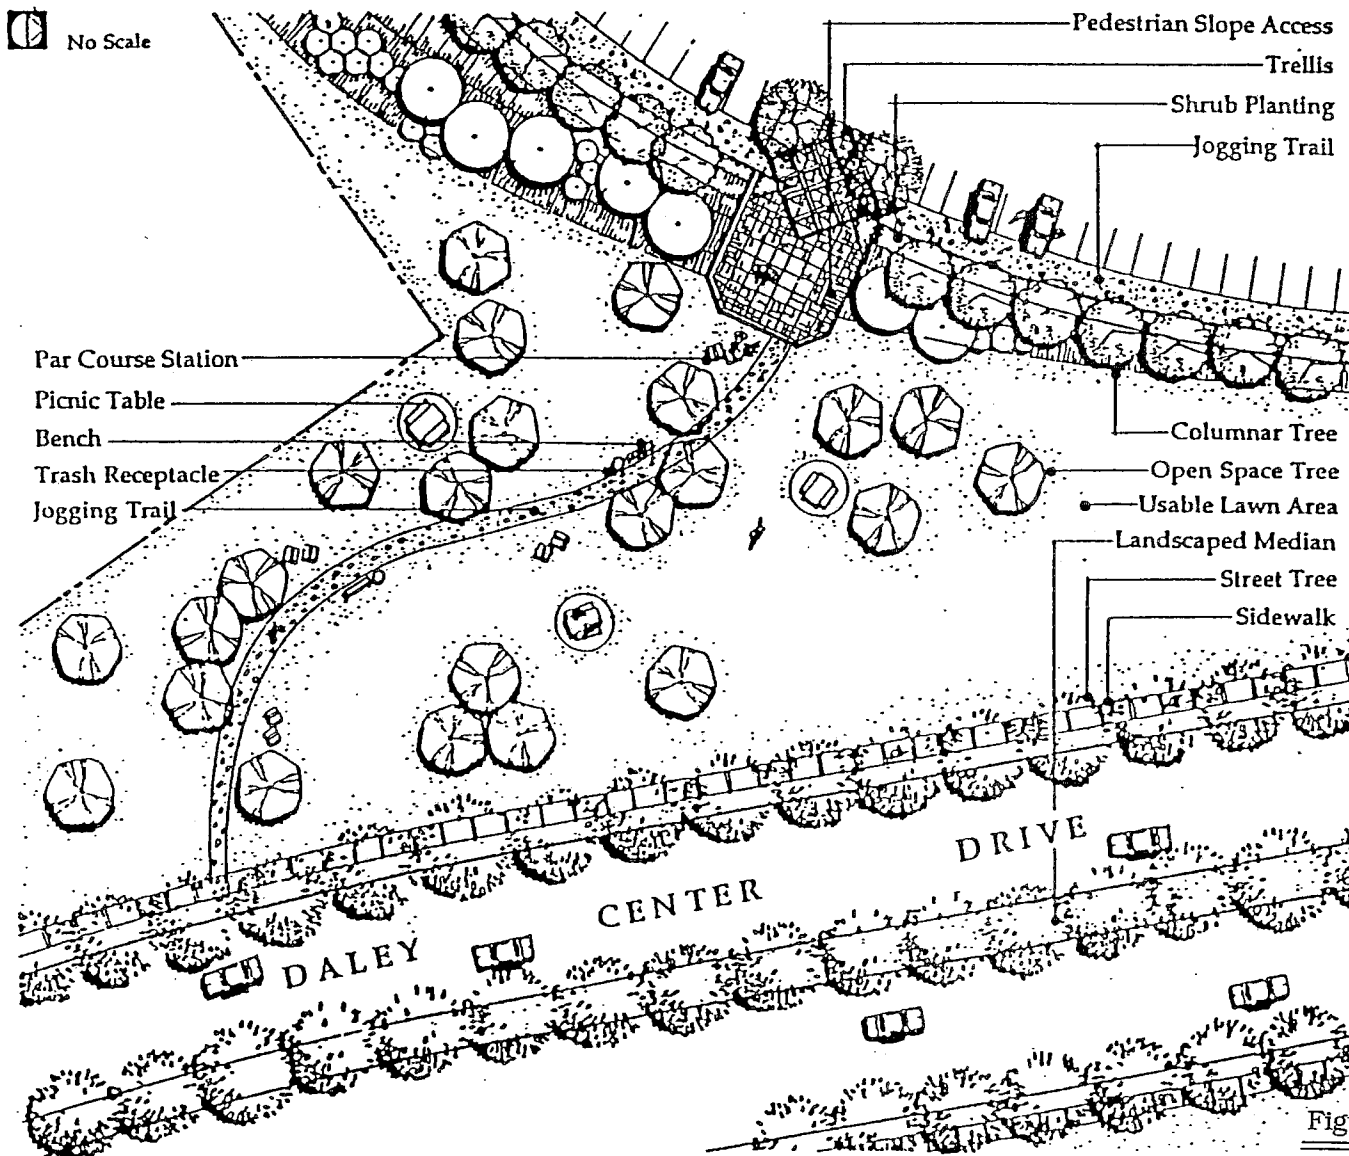 No Scale
Pedestrian Slope Access
Trellis
Shrub Planting
Jogging Trail
Par Course Station
Picnic Table
Bench
Trash Receptacle
Jogging Trail
Columnar Tree
Open Space Tree
Usable Lawn Area
Landscaped Median
Street Tree
Sidewalk
DALEY CENTER DRIVE
Fig